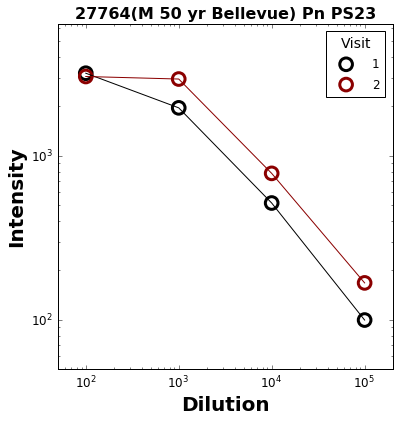 27764(M 50 yr Bellevue) Pn PS23
Visit
1
2
Intensity
10³
10²
10² 10³ 10⁴ 10⁵
Dilution